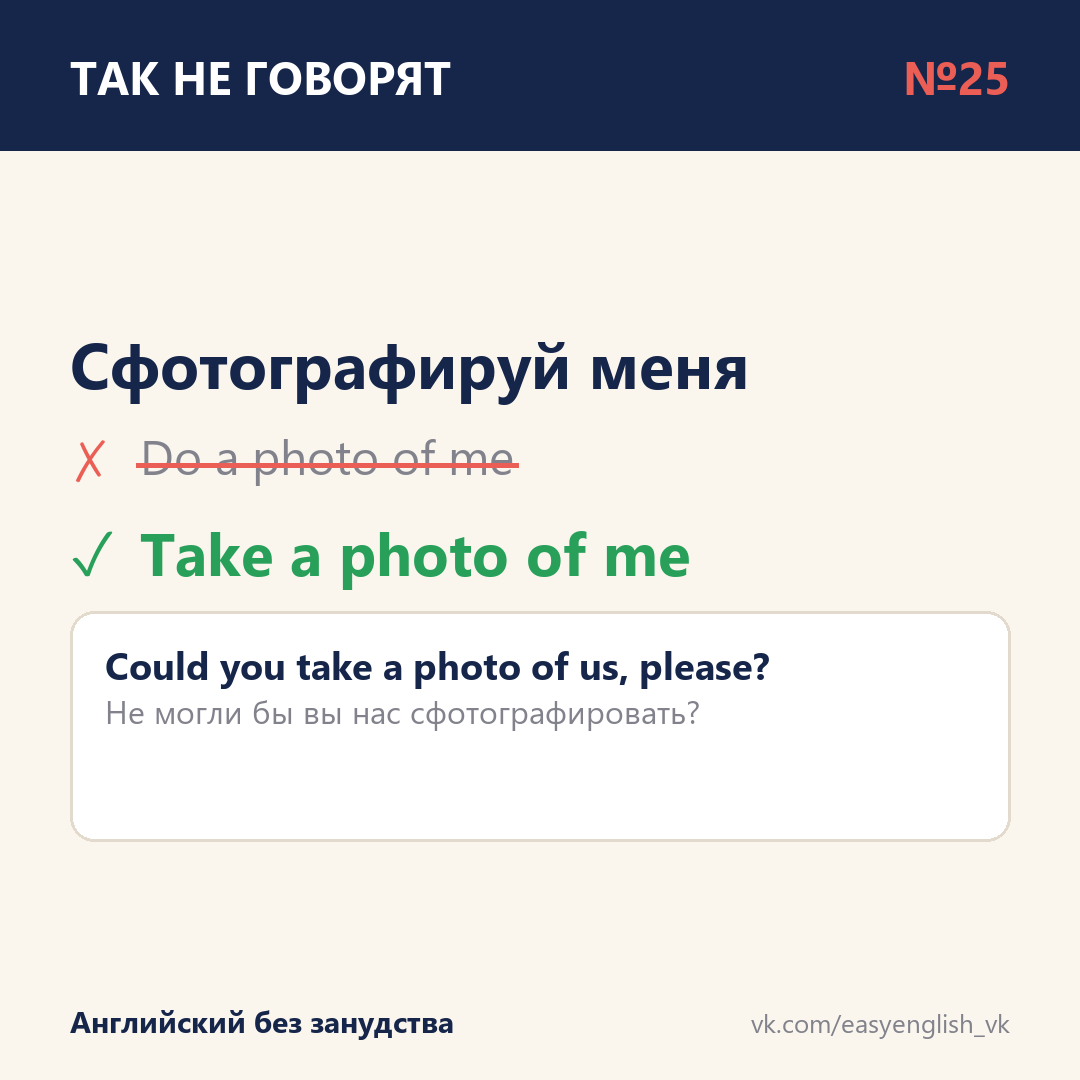 ТАК НЕ ГОВОРЯТ №25
Сфотографируй меня
✗ Do a photo of me
✓ Take a photo of me
Could you take a photo of us, please?
Не могли бы вы нас сфотографировать?
Английский без занудства vk.com/easyenglish_vk